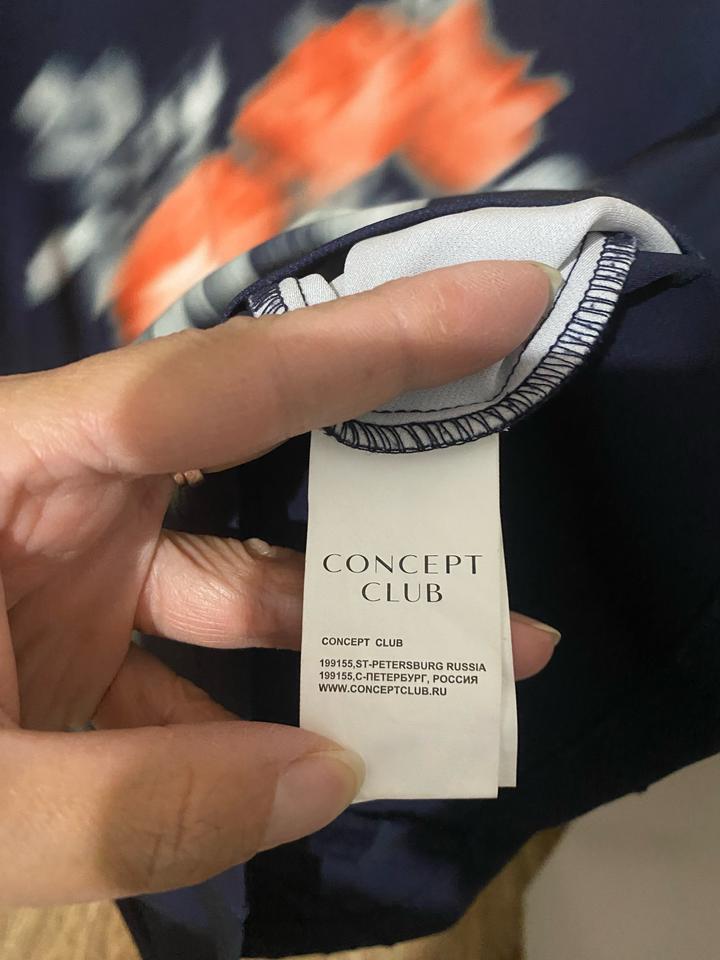 CONCEPT
CLUB
CONCEPT CLUB
199155,ST-PETERSBURG RUSSIA
199155,С-ПЕТЕРБУРГ, РОССИЯ
WWW.CONCEPTCLUB.RU